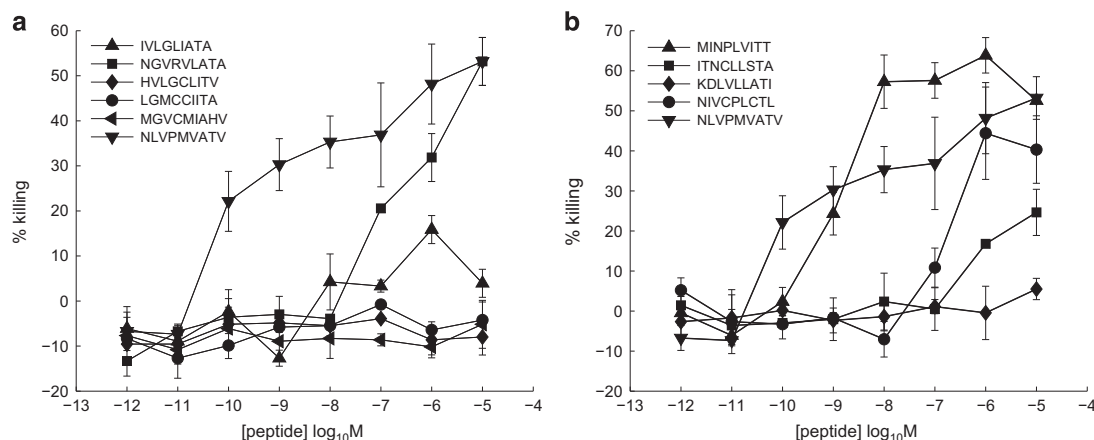 a
60
50
40
30
20
10
0
−10
−20
% killing
IVLGLIATA
NGVRVLATA
HVLGCLITV
LGMCCIITA
MGVCMIAHV
NLVPMVATV
−13 −12 −11 −10 −9 −8 −7 −6 −5 −4
[peptide] log10M
b
70
60
50
40
30
20
10
0
−10
−20
% killing
MINPLVITT
ITNCLLSTA
KDLVLLATI
NIVCPLCTL
NLVPMVATV
−13 −12 −11 −10 −9 −8 −7 −6 −5 −4
[peptide] log10M